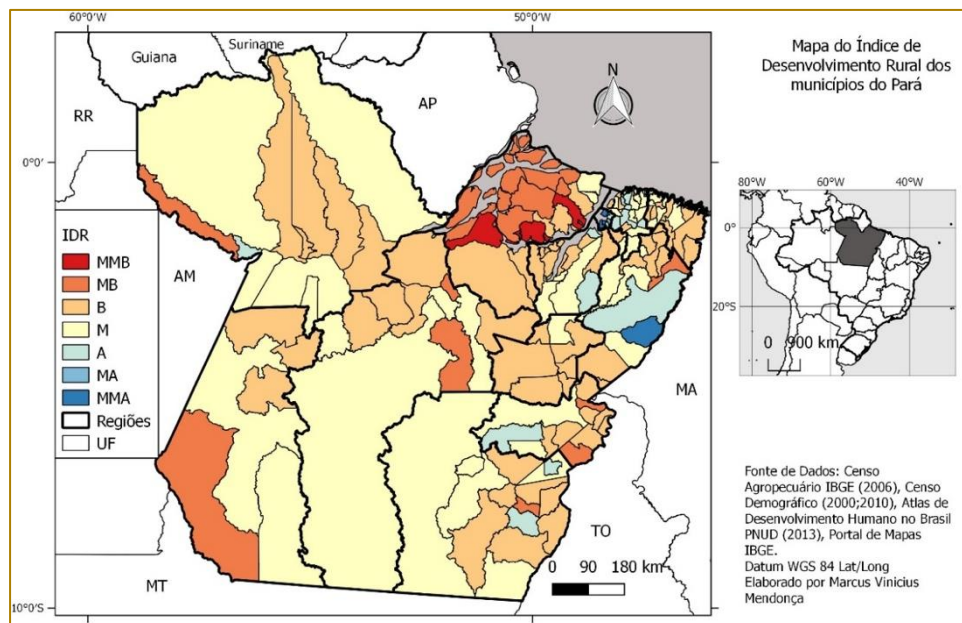 60°0'W
50°0'W
Guiana
Suriname
RR
AP
N
0°0'
IDR
MMB
MB
B
M
A
MA
MMA
Regiões
UF
AM
MA
TO
MT
0 90 180 km
10°0'S
Mapa do Índice de
Desenvolvimento Rural dos
municípios do Pará
80°W
60°W
40°W
0°
20°S
0 900 km
Fonte de Dados: Censo
Agropecuário IBGE (2006), Censo
Demográfico (2000;2010), Atlas de
Desenvolvimento Humano no Brasil
PNUD (2013), Portal de Mapas
IBGE.
Datum WGS 84 Lat/Long
Elaborado por Marcus Vinicius
Mendonça